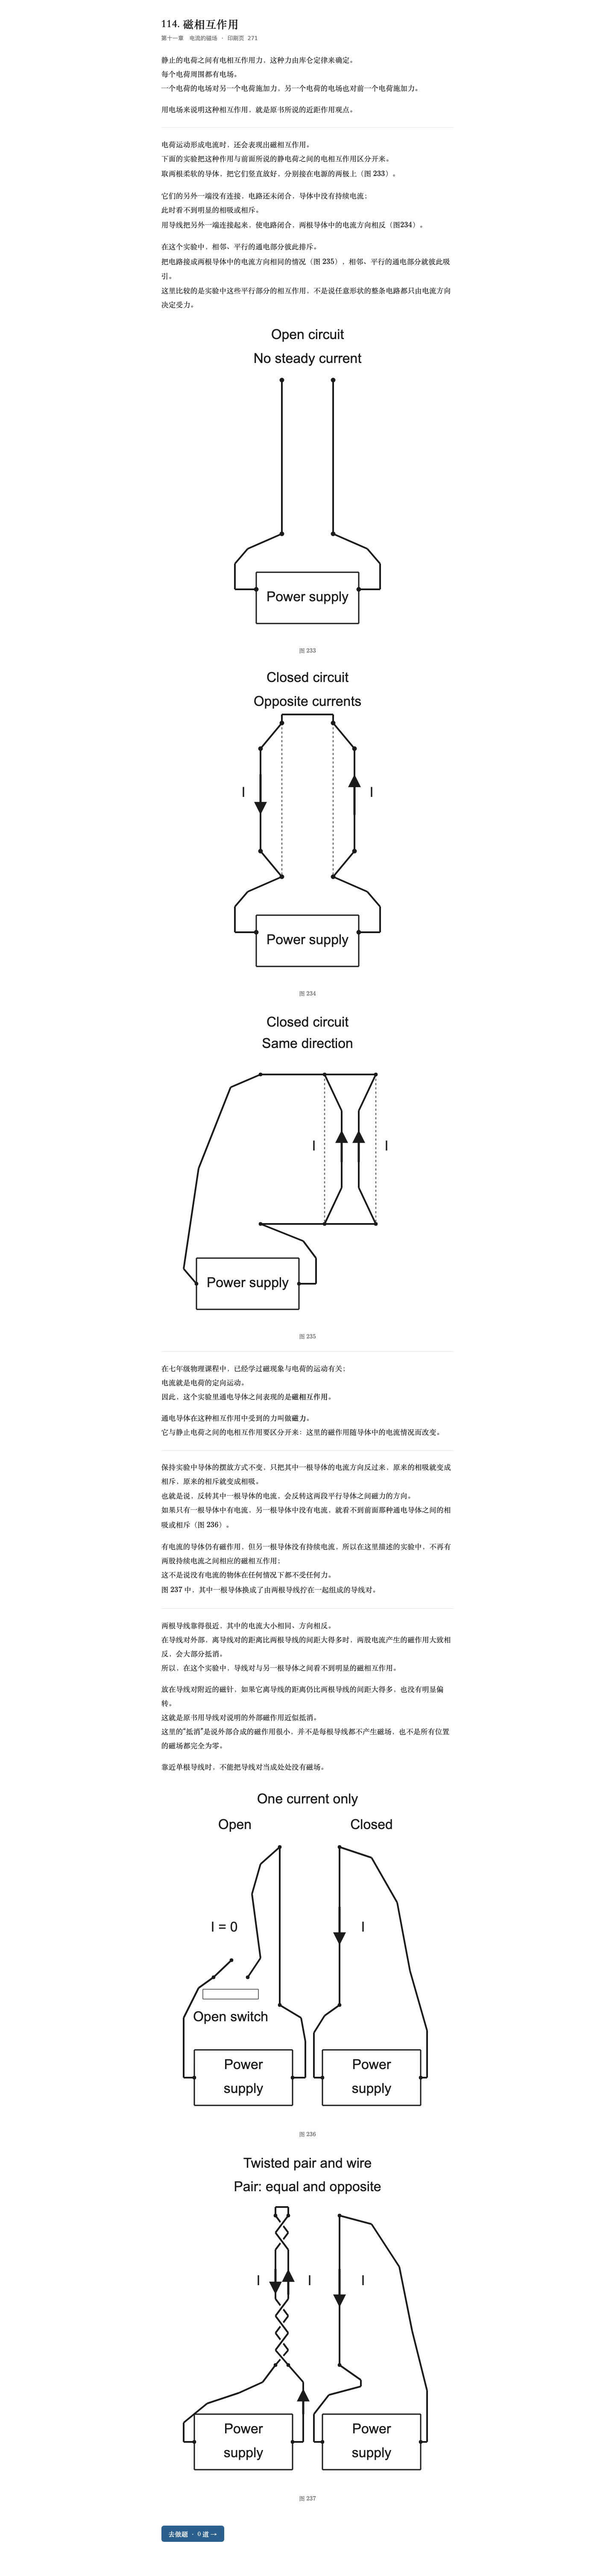 114. 磁相互作用
第十一章 电流的磁场 · 印刷页 271
静止的电荷之间有电相互作用力，这种力由库仑定律来确定。
每个电荷周围都有电场。
一个电荷的电场对另一个电荷施加力，另一个电荷的电场也对前一个电荷施加力。
用电场来说明这种相互作用，就是原书所说的近距作用观点。
电荷运动形成电流时，还会表现出磁相互作用。
下面的实验把这种作用与前面所说的静电荷之间的电相互作用区分开来。
取两根柔软的导体，把它们竖直放好，分别接在电源的两极上（图 233）。
它们的另外一端没有连接，电路还未闭合，导体中没有持续电流；
此时看不到明显的相吸或相斥。
用导线把另外一端连接起来，使电路闭合，两根导体中的电流方向相反（图234）。
在这个实验中，相邻、平行的通电部分彼此排斥。
把电路接成两根导体中的电流方向相同的情况（图 235），相邻、平行的通电部分就彼此吸
引。
这里比较的是实验中这些平行部分的相互作用，不是说任意形状的整条电路都只由电流方向
决定受力。
Open circuit
No steady current
Power supply
图 233
Closed circuit
Opposite currents
I I
Power supply
图 234
Closed circuit
Same direction
I I
Power supply
图 235
在七年级物理课程中，已经学过磁现象与电荷的运动有关；
电流就是电荷的定向运动。
因此，这个实验里通电导体之间表现的是磁相互作用。
通电导体在这种相互作用中受到的力叫做磁力。
它与静止电荷之间的电相互作用要区分开来：这里的磁作用随导体中的电流情况而改变。
保持实验中导体的摆放方式不变，只把其中一根导体的电流方向反过来，原来的相吸就变成
相斥，原来的相斥就变成相吸。
也就是说，反转其中一根导体的电流，会反转这两段平行导体之间磁力的方向。
如果只有一根导体中有电流，另一根导体中没有电流，就看不到前面那种通电导体之间的相
吸或相斥（图 236）。
有电流的导体仍有磁作用，但另一根导体没有持续电流，所以在这里描述的实验中，不再有
两股持续电流之间相应的磁相互作用；
这不是说没有电流的物体在任何情况下都不受任何力。
图 237 中，其中一根导体换成了由两根导线拧在一起组成的导线对。
两根导线靠得很近，其中的电流大小相同、方向相反。
在导线对外部，离导线对的距离比两根导线的间距大得多时，两股电流产生的磁作用大致相
反，会大部分抵消。
所以，在这个实验中，导线对与另一根导体之间看不到明显的磁相互作用。
放在导线对附近的磁针，如果它离导线的距离仍比两根导线的间距大得多，也没有明显偏
转。
这就是原书用导线对说明的外部磁作用近似抵消。
这里的“抵消”是说外部合成的磁作用很小，并不是每根导线都不产生磁场，也不是所有位置
的磁场都完全为零。
靠近单根导线时，不能把导线对当成处处没有磁场。
One current only
Open Closed
I = 0 I
Open switch
Power supply Power supply
图 236
Twisted pair and wire
Pair: equal and opposite
I I I
Power supply Power supply
图 237
去做题 · 0 道 →